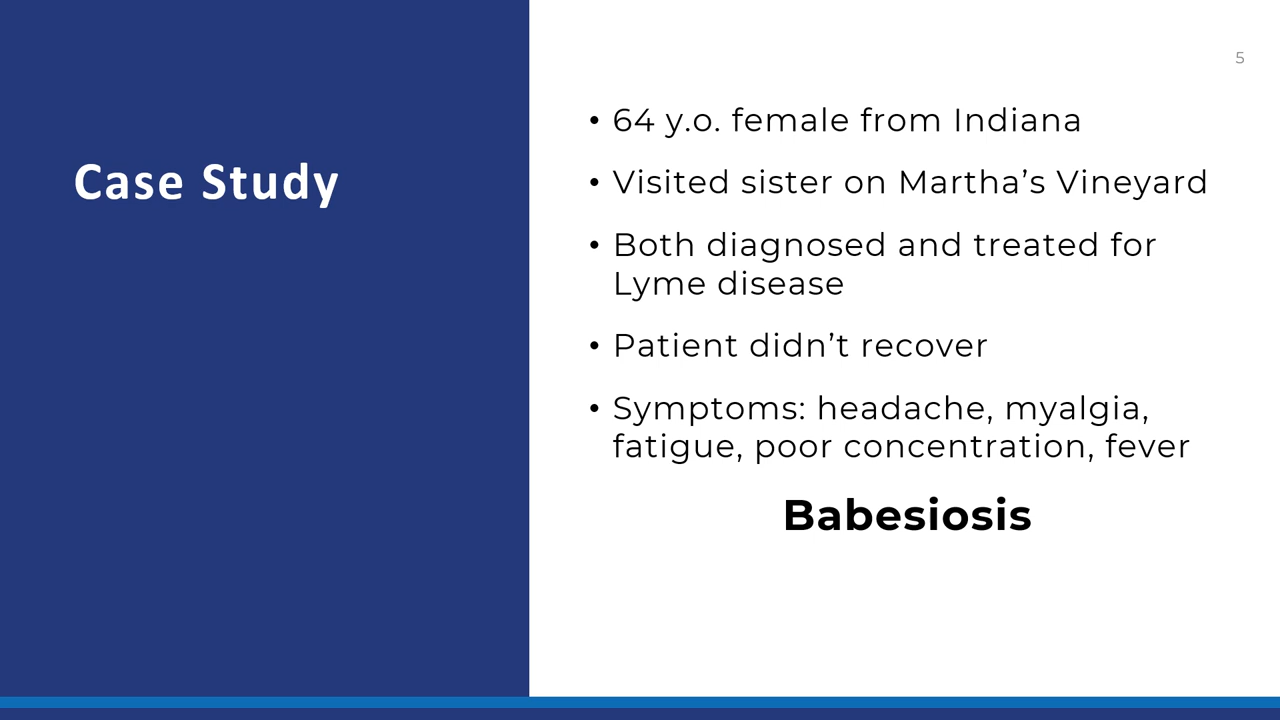 5
Case Study
• 64 y.o. female from Indiana
• Visited sister on Martha’s Vineyard
• Both diagnosed and treated for
Lyme disease
• Patient didn’t recover
• Symptoms: headache, myalgia,
fatigue, poor concentration, fever
Babesiosis